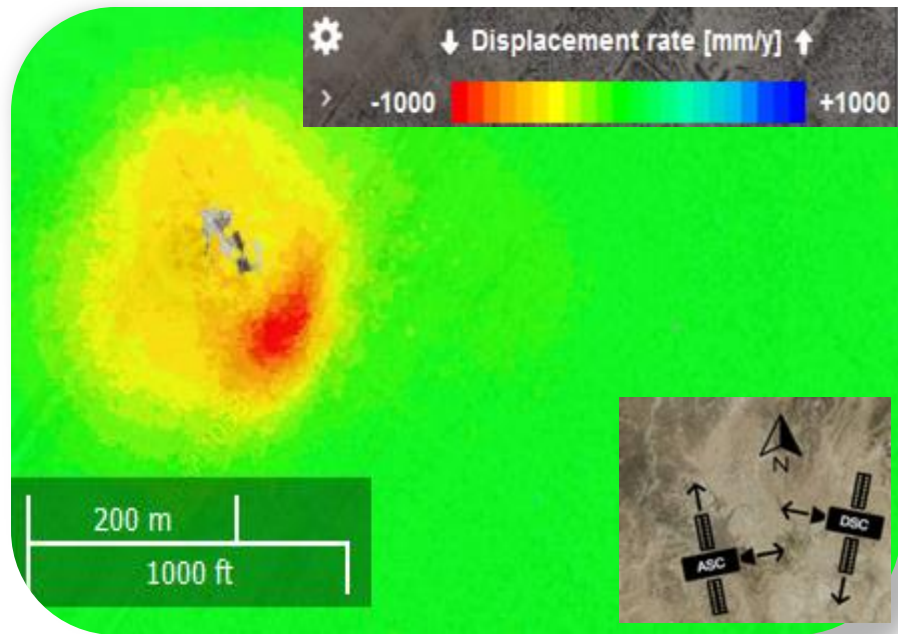 Displacement rate [mm/y]
-1000 +1000
200 m
1000 ft
N
DSC
ASC